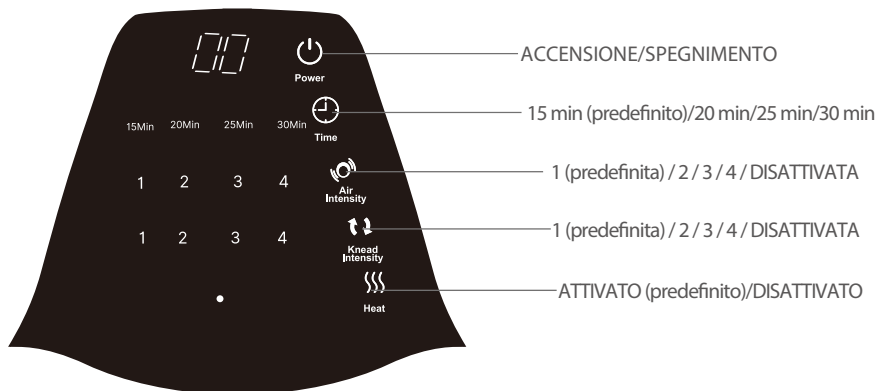 00
Power
ACCENSIONE/SPEGNIMENTO
15Min 20Min 25Min 30Min
Time
15 min (predefinito)/20 min/25 min/30 min
1 2 3 4
Air
Intensity
1 (predefinita) / 2 / 3 / 4 / DISATTIVATA
1 2 3 4
Knead
Intensity
1 (predefinita) / 2 / 3 / 4 / DISATTIVATA
Heat
ATTIVATO (predefinito)/DISATTIVATO